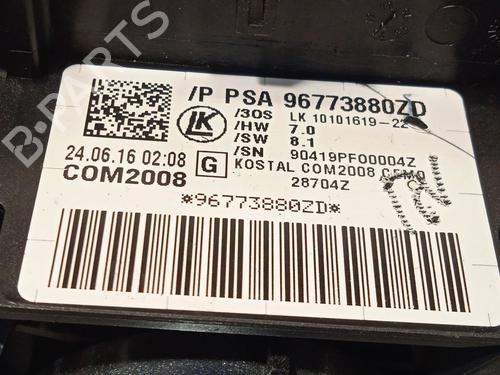 /P PSA 96773880ZD
/30S LK 10101619-22
/HW 7.0
/SW 8.1
/SN 90419PF00004Z
KOSTAL COM2008
28704Z
LK
24.06.16 02:08 G
COM2008
*96773880ZD*
B-PARTS